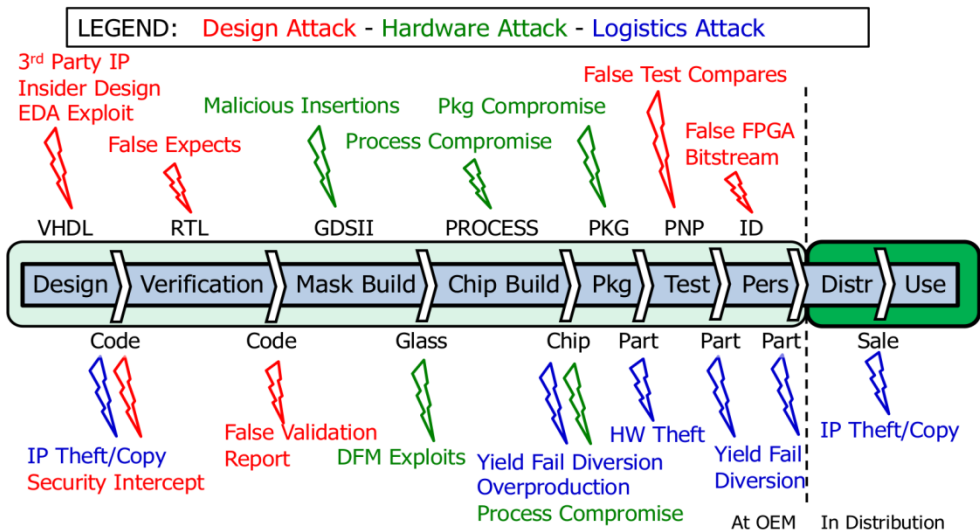 LEGEND: Design Attack - Hardware Attack - Logistics Attack
3rd Party IP
Insider Design
EDA Exploit
False Expects
Malicious Insertions
Process Compromise
Pkg Compromise
False Test Compares
False FPGA
Bitstream
VHDL RTL GDSII PROCESS PKG PNP ID
Design Verification Mask Build Chip Build Pkg Test Pers Distr Use
Code Code Glass Chip Part Part Part Sale
IP Theft/Copy
Security Intercept
False Validation
Report
DFM Exploits
Yield Fail Diversion
Overproduction
Process Compromise
HW Theft
Yield Fail
Diversion
IP Theft/Copy
At OEM In Distribution